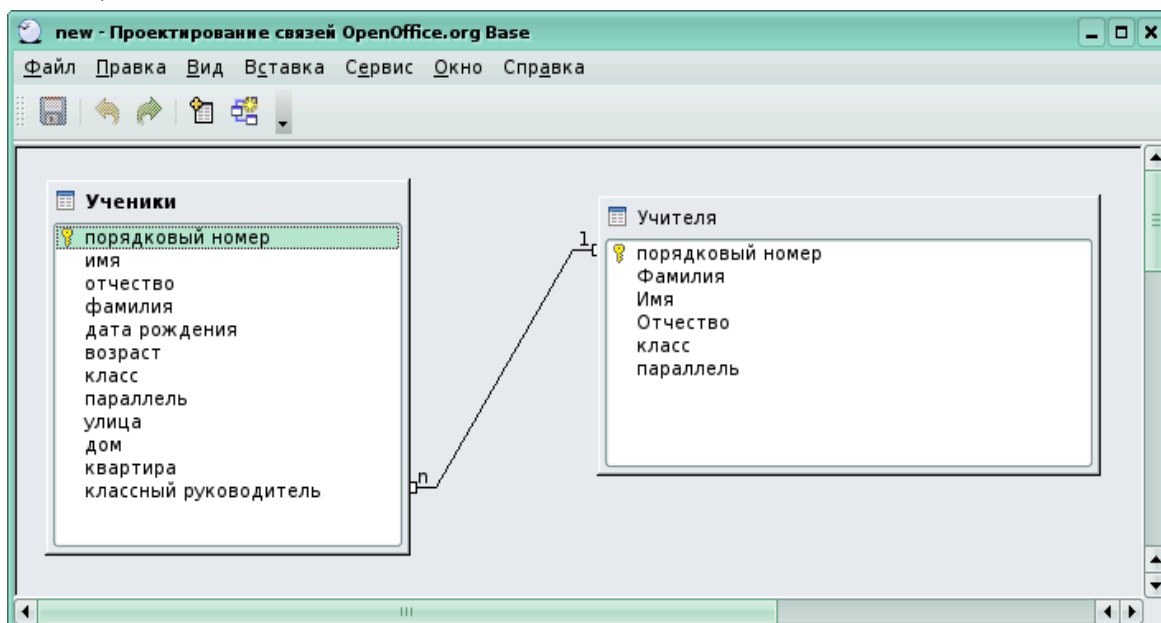 new - Проектирование связей OpenOffice.org Base
Файл Правка Вид Вставка Сервис Окно Справка
Ученики
порядковый номер
имя
отчество
фамилия
дата рождения
возраст
класс
параллель
улица
дом
квартира
классный руководитель
n
1
Учителя
порядковый номер
Фамилия
Имя
Отчество
класс
параллель